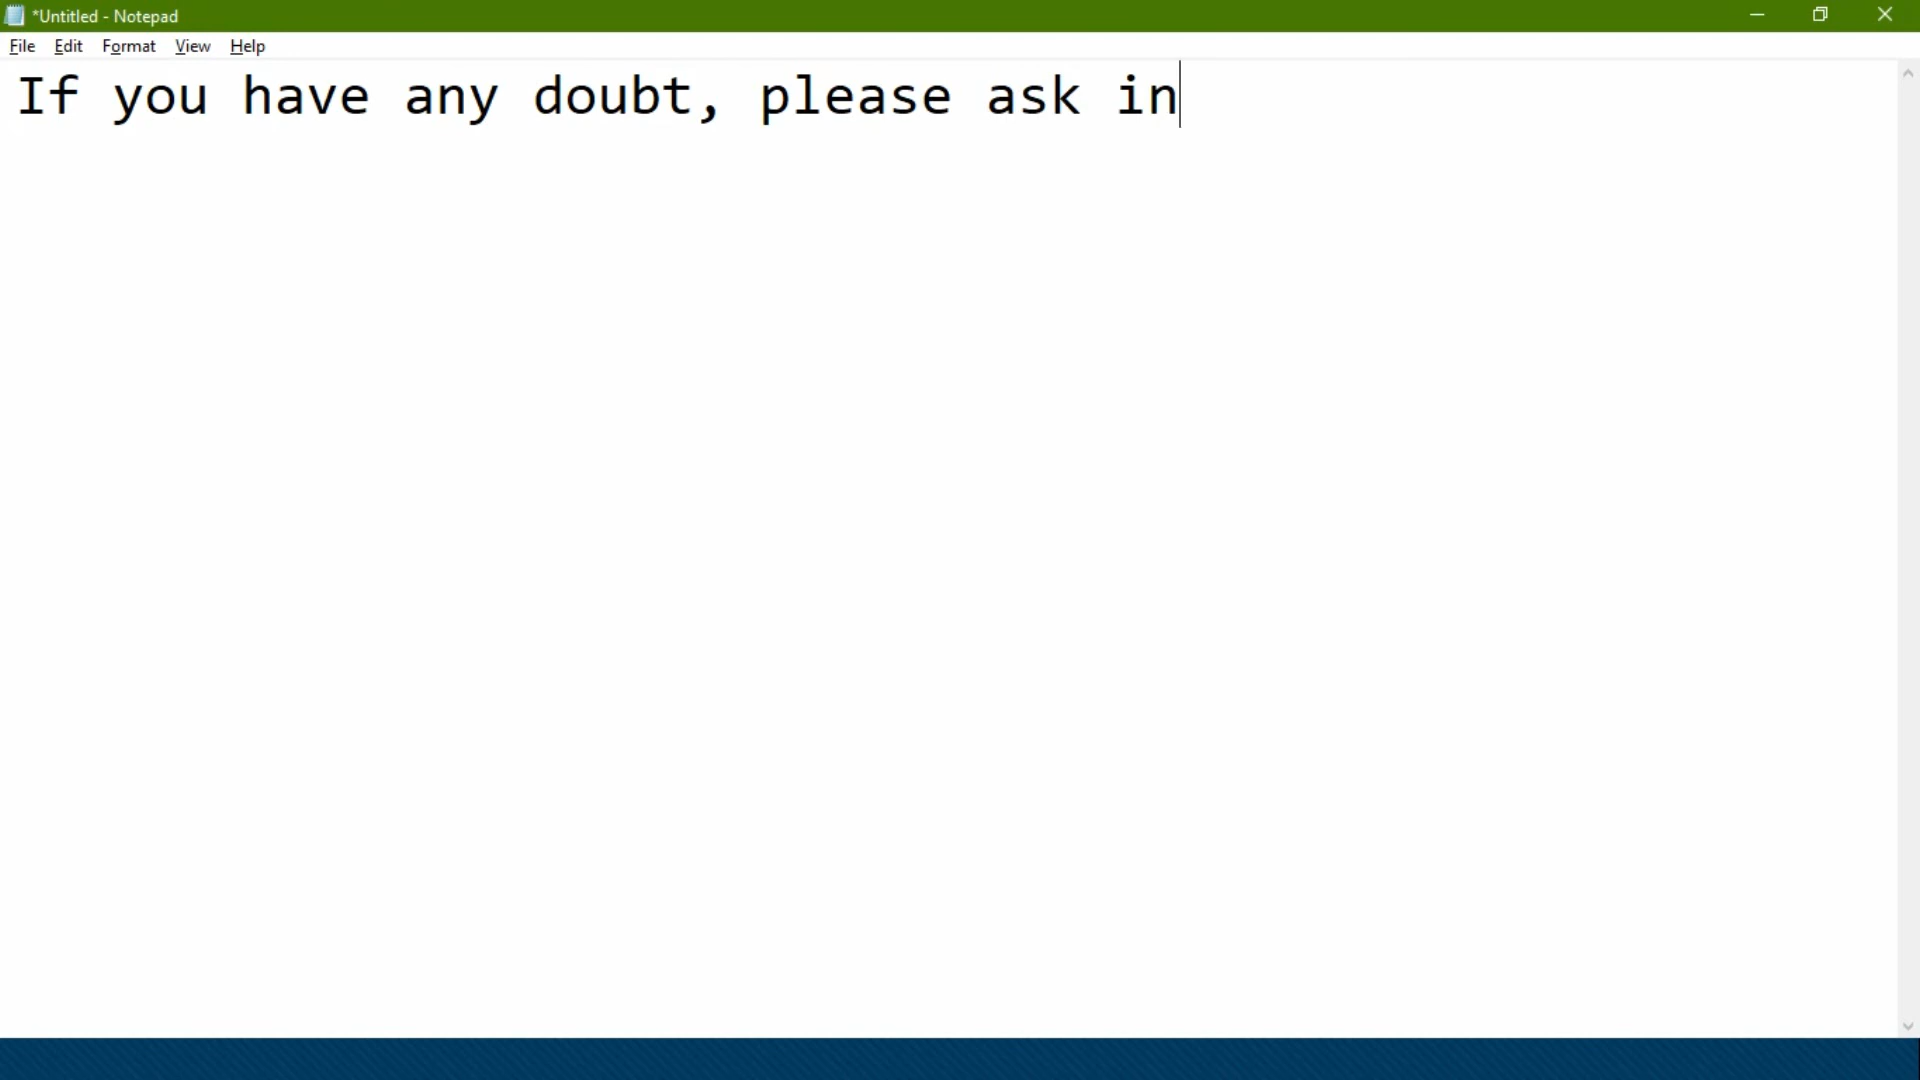 *Untitled - Notepad
File Edit Format View Help
If you have any doubt, please ask in